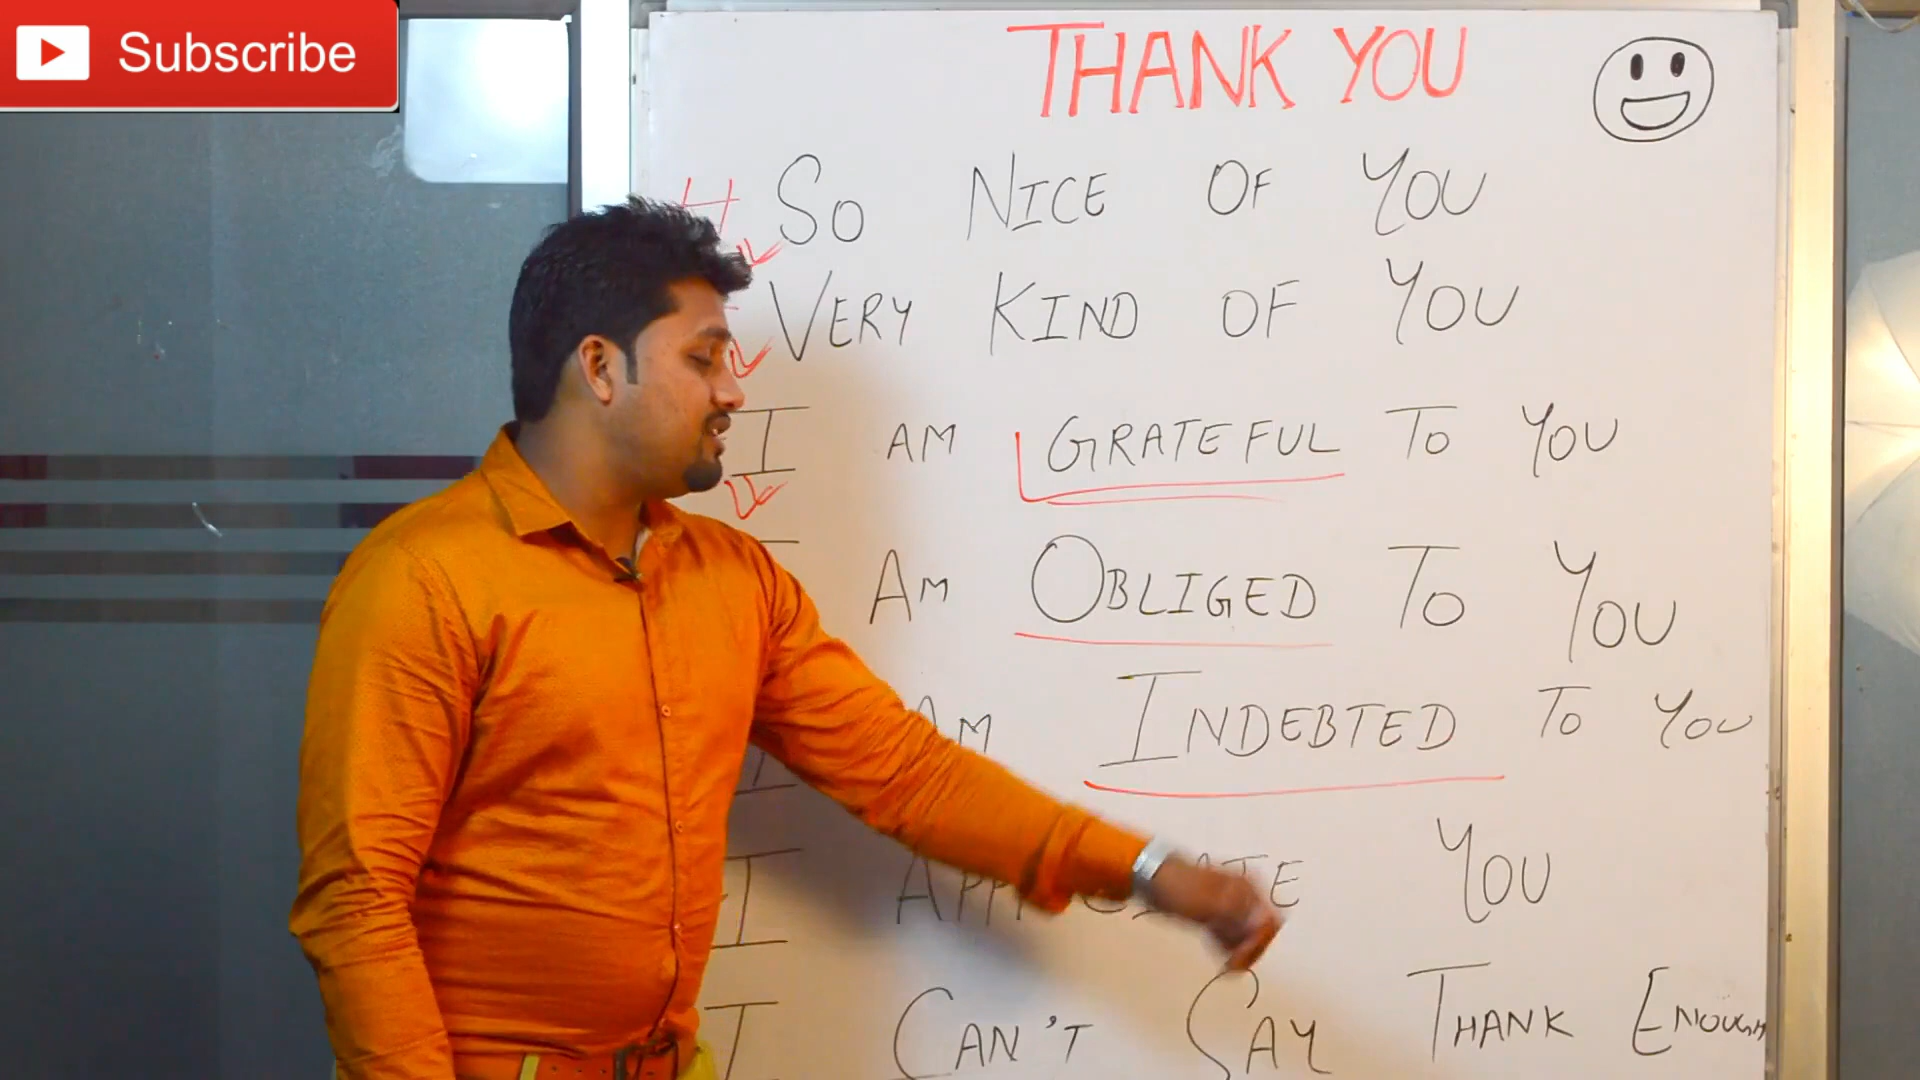 Subscribe
THANK YOU
# SO NICE OF YOU
VERY KIND OF YOU
I AM GRATEFUL TO YOU
I AM OBLIGED TO YOU
AM INDEBTED TO YOU
I YOU
I CAN'T SAY THANK ENOUGH